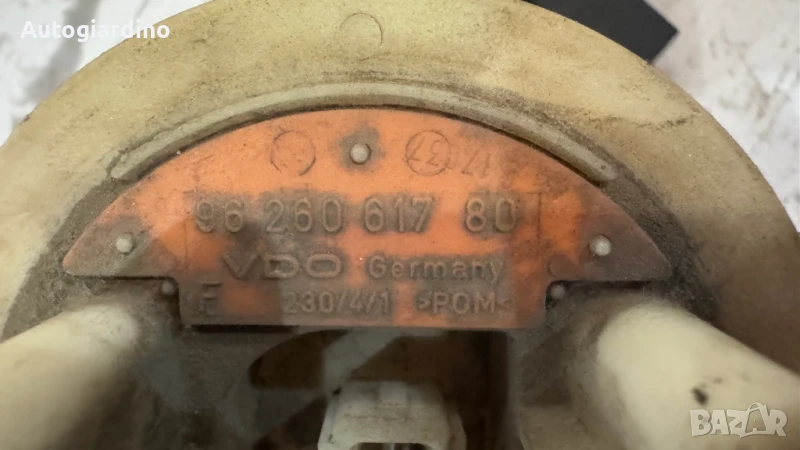 Autogiardino
96 260 617 80
VDO Germany
F 230/4/1 >POM<
BAZAR